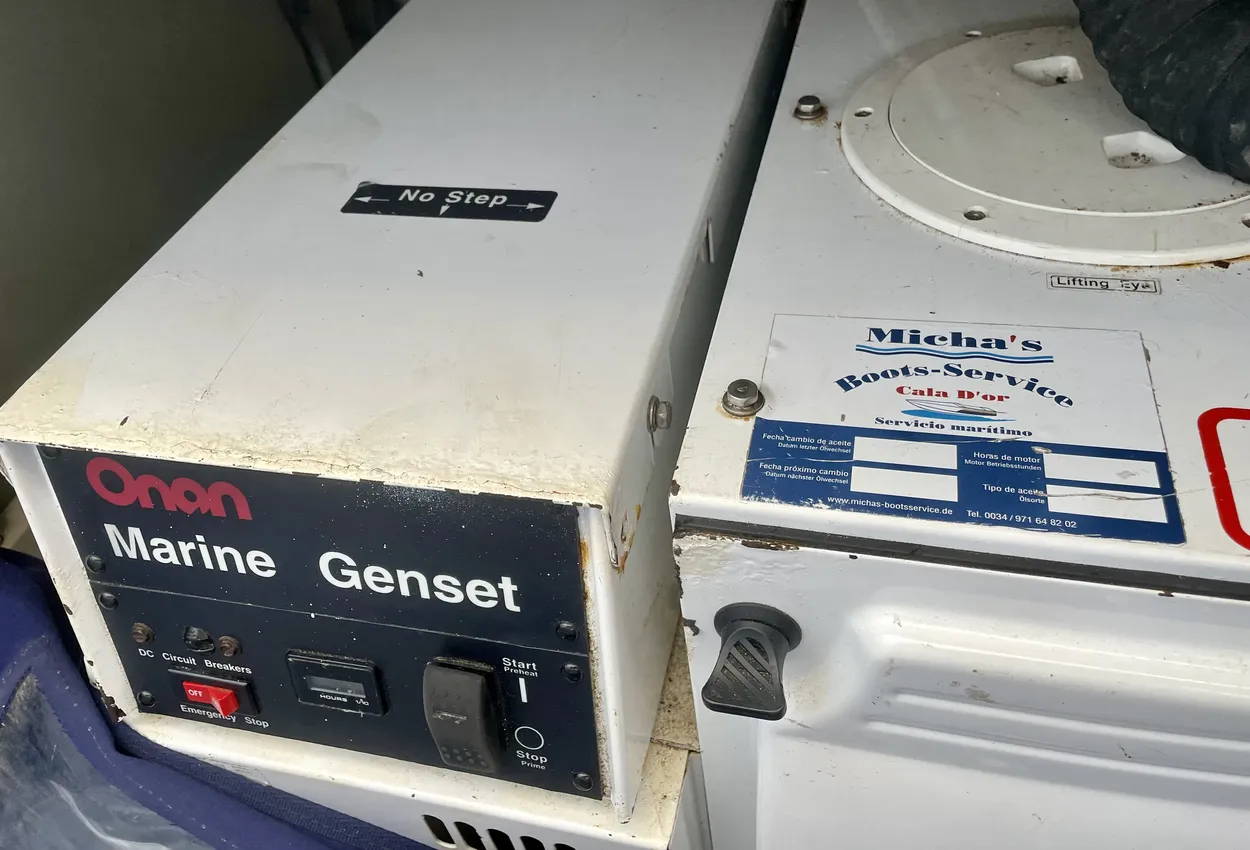 No Step
Onan
Marine Genset
DC Circuit Breakers
OFF
Emergency Stop
HOURS 1/10
Start
Preheat
Stop
Prime
Lifting Eye
Micha's
Boots-Service
Cala D'or
Servicio marítimo
Fecha cambio de aceite
Datum letzter Ölwechsel
Fecha próximo cambio
Datum nächster Ölwechsel
Horas de motor
Motor Betriebsstunden
Tipo de aceite
Ölsorte
www.michas-bootsservice.de
Tel. 0034 / 971 64 82 02